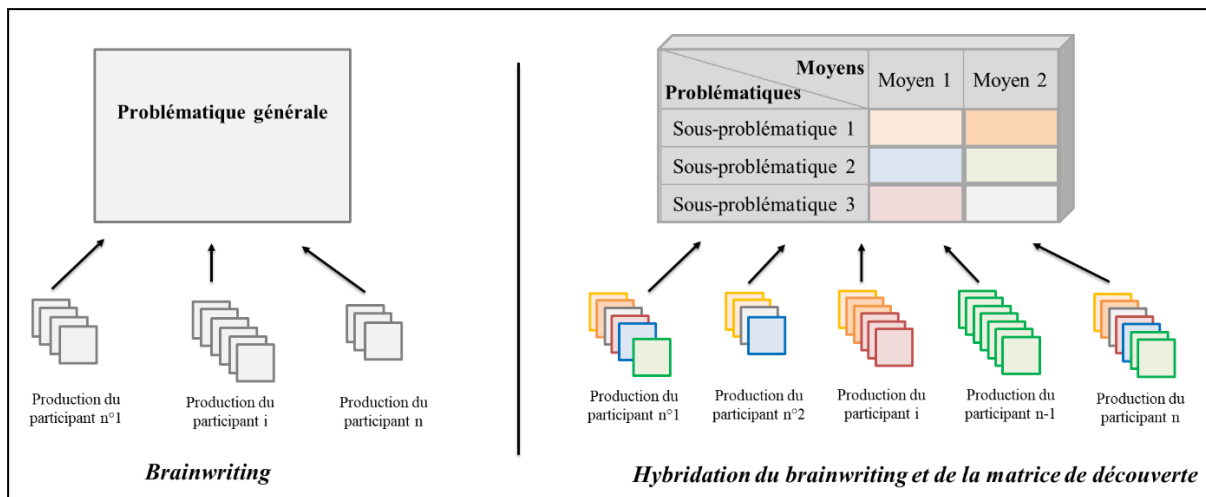 Problématique générale
Production du
participant n°1
Production du
participant i
Production du
participant n
Brainwriting
Moyens
Problématiques
Moyen 1
Moyen 2
Sous-problématique 1
Sous-problématique 2
Sous-problématique 3
Production du
participant n°1
Production du
participant n°2
Production du
participant i
Production du
participant n-1
Production du
participant n
Hybridation du brainwriting et de la matrice de découverte